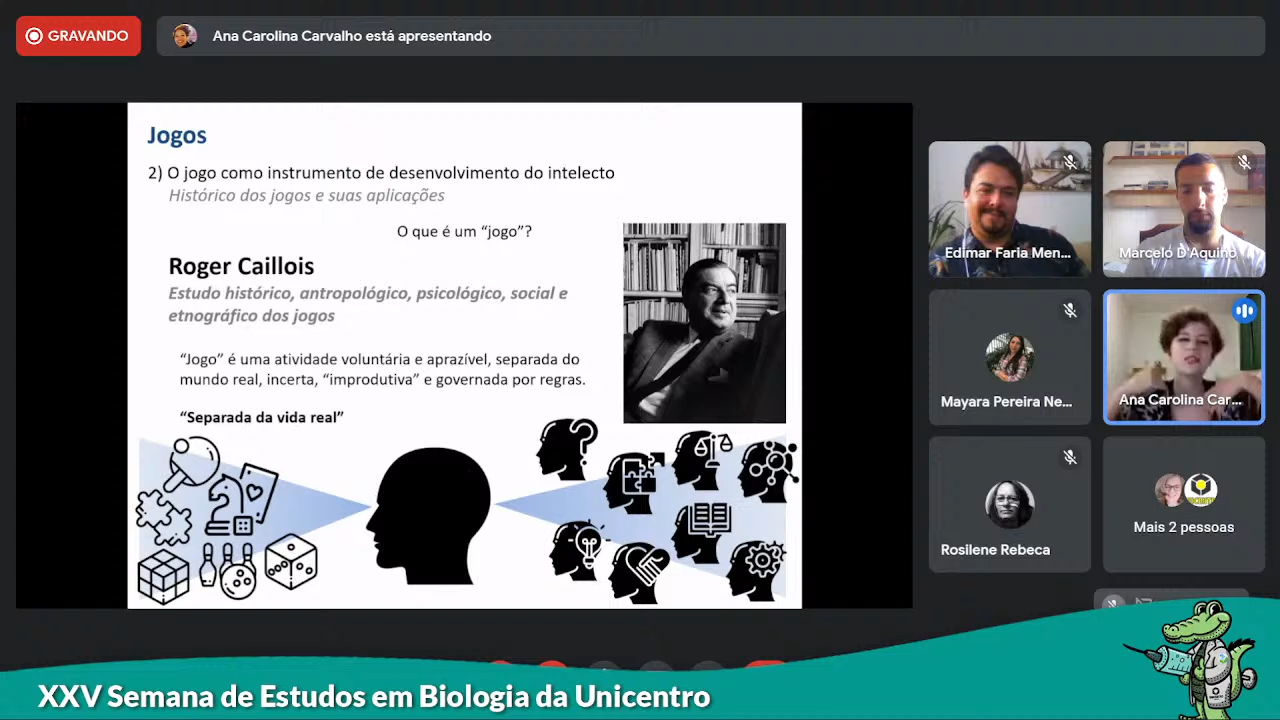 GRAVANDO
Ana Carolina Carvalho está apresentando
Jogos
2) O jogo como instrumento de desenvolvimento do intelecto
Histórico dos jogos e suas aplicações
O que é um “jogo”?
Roger Caillois
Estudo histórico, antropológico, psicológico, social e
etnográfico dos jogos
“Jogo” é uma atividade voluntária e aprazível, separada do
mundo real, incerta, “improdutiva” e governada por regras.
“Separada da vida real”
Edimar Faria Men...
Marcelo D'Aquino
Mayara Pereira Ne...
Ana Carolina Car...
Rosilene Rebeca
Mais 2 pessoas
XXV Semana de Estudos em Biologia da Unicentro